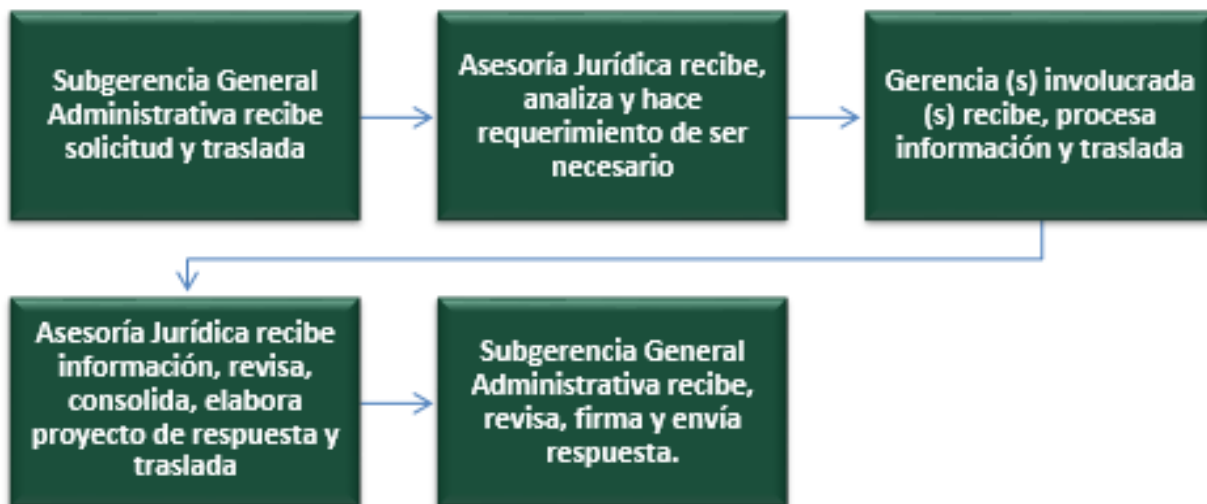 Subgerencia General
Administrativa recibe
solicitud y traslada
Asesoría Jurídica recibe,
analiza y hace
requerimiento de ser
necesario
Gerencia (s) involucrada
(s) recibe, procesa
información y traslada
Asesoría Jurídica recibe
información, revisa,
consolida, elabora
proyecto de respuesta y
traslada
Subgerencia General
Administrativa recibe,
revisa, firma y envía
respuesta.